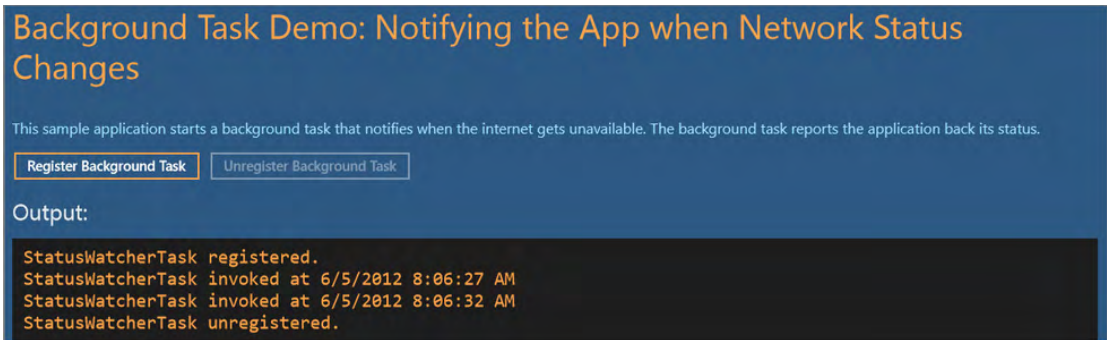 Background Task Demo: Notifying the App when Network Status
Changes
This sample application starts a background task that notifies when the internet gets unavailable. The background task reports the application back its status.
Register Background Task
Unregister Background Task
Output:
StatusWatcherTask registered.
StatusWatcherTask invoked at 6/5/2012 8:06:27 AM
StatusWatcherTask invoked at 6/5/2012 8:06:32 AM
StatusWatcherTask unregistered.